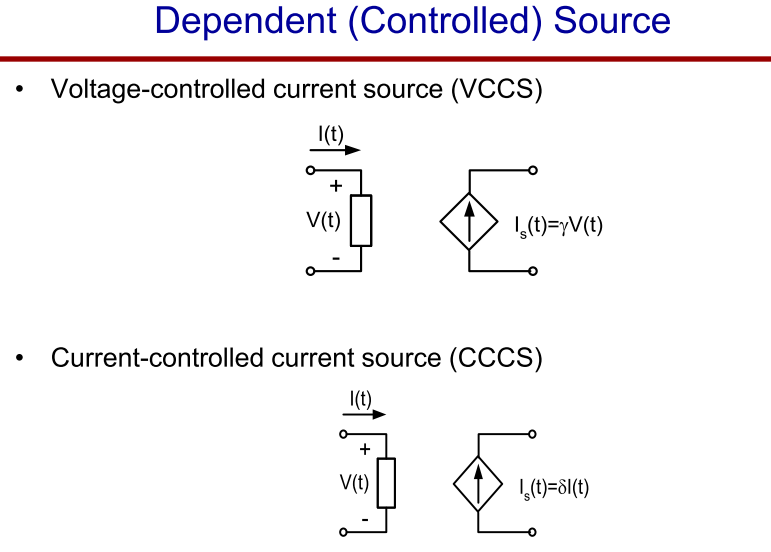 Dependent (Controlled) Source
• Voltage-controlled current source (VCCS)
I(t)
+
V(t)
-
Iₛ(t)=γV(t)
• Current-controlled current source (CCCS)
I(t)
+
V(t)
-
Iₛ(t)=δI(t)